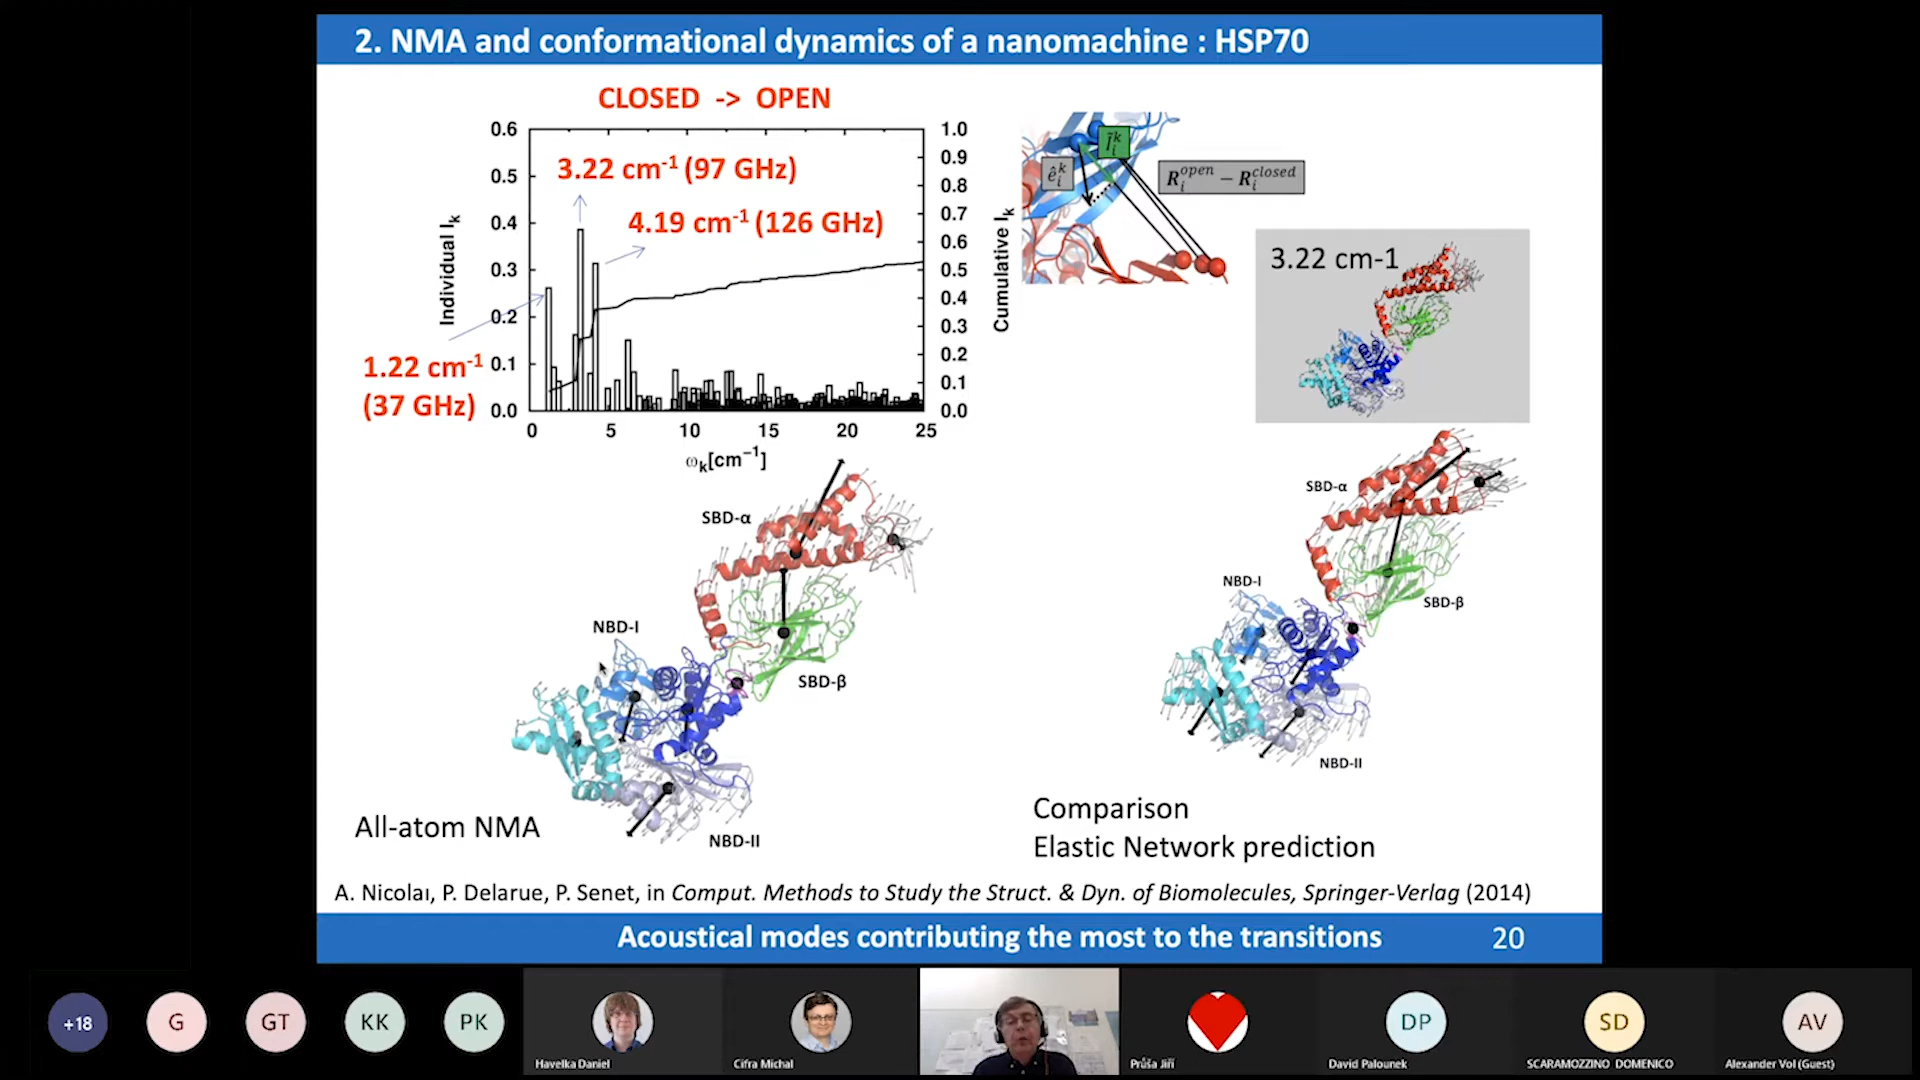 2. NMA and conformational dynamics of a nanomachine : HSP70
CLOSED -> OPEN
0.6
0.5
0.4
0.3
0.2
0.1
0.0
Individual Iₖ
3.22 cm⁻¹ (97 GHz)
4.19 cm⁻¹ (126 GHz)
1.22 cm⁻¹
(37 GHz)
1.0
0.9
0.8
0.7
0.6
0.5
0.4
0.3
0.2
0.1
0.0
Cumulative Iₖ
0 5 10 15 20 25
ωₖ[cm⁻¹]
êᵢᵏ
l̃ᵢᵏ
Rᵢᵒᵖᵉⁿ − Rᵢᶜˡᵒˢᵉᵈ
3.22 cm-1
SBD-α
NBD-I
SBD-β
NBD-II
All-atom NMA
SBD-α
NBD-I
SBD-β
NBD-II
Comparison
Elastic Network prediction
A. Nicolaı, P. Delarue, P. Senet, in Comput. Methods to Study the Struct. & Dyn. of Biomolecules, Springer-Verlag (2014)
Acoustical modes contributing the most to the transitions 20
+18 G GT KK PK DP SD AV
Havelka Daniel Cifra Michal Průša Jiří David Palounek SCARAMOZZINO DOMENICO Alexander Vol (Guest)